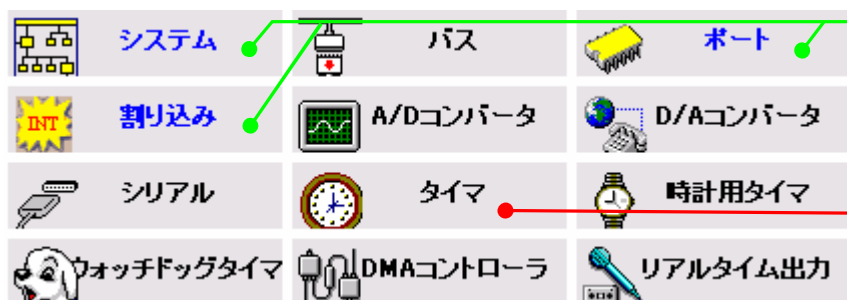 システム
バス
ポート
INT
割り込み
A/Dコンバータ
D/Aコンバータ
シリアル
タイマ
時計用タイマ
ウォッチドッグタイマ
DMAコントローラ
リアルタイム出力